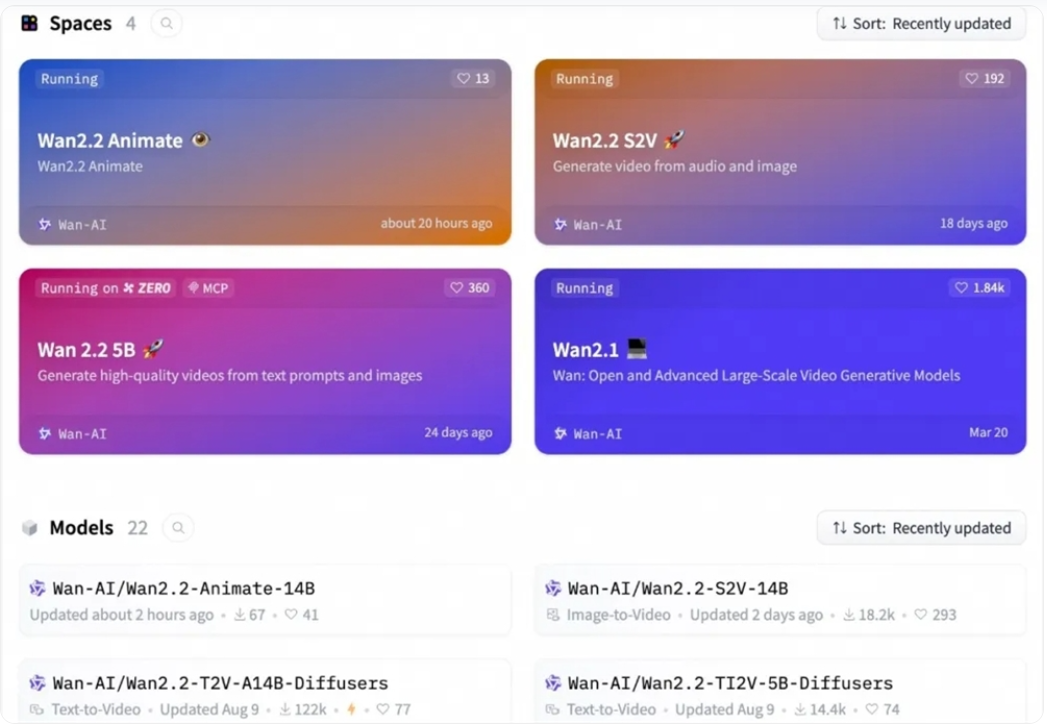 Spaces 4 Sort: Recently updated
Running 13
Wan2.2 Animate
Wan2.2 Animate
Wan-AI about 20 hours ago
Running 192
Wan2.2 S2V
Generate video from audio and image
Wan-AI 18 days ago
Running on ZERO MCP 360
Wan 2.2 5B
Generate high-quality videos from text prompts and images
Wan-AI 24 days ago
Running 1.84k
Wan2.1
Wan: Open and Advanced Large-Scale Video Generative Models
Wan-AI Mar 20
Models 22 Sort: Recently updated
Wan-AI/Wan2.2-Animate-14B
Updated about 2 hours ago • 67 • 41
Wan-AI/Wan2.2-S2V-14B
Image-to-Video • Updated 2 days ago • 18.2k • 293
Wan-AI/Wan2.2-T2V-A14B-Diffusers
Text-to-Video • Updated Aug 9 • 122k • 77
Wan-AI/Wan2.2-TI2V-5B-Diffusers
Text-to-Video • Updated Aug 9 • 14.4k • 74